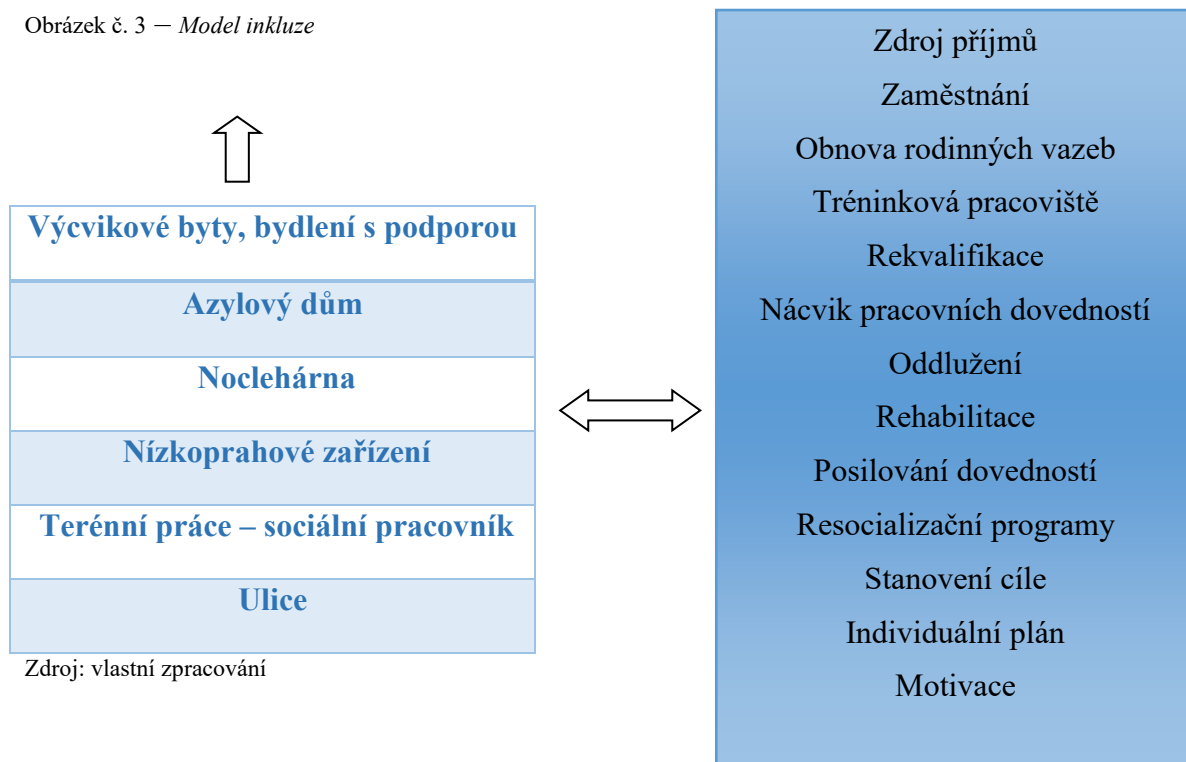 Obrázek č. 3 – Model inkluze
Výcvikové byty, bydlení s podporou
Azylový dům
Noclehárna
Nízkoprahové zařízení
Terénní práce – sociální pracovník
Ulice
Zdroj: vlastní zpracování
Zdroj příjmů
Zaměstnání
Obnova rodinných vazeb
Tréninková pracoviště
Rekvalifikace
Nácvik pracovních dovedností
Oddlužení
Rehabilitace
Posilování dovedností
Resocializační programy
Stanovení cíle
Individuální plán
Motivace